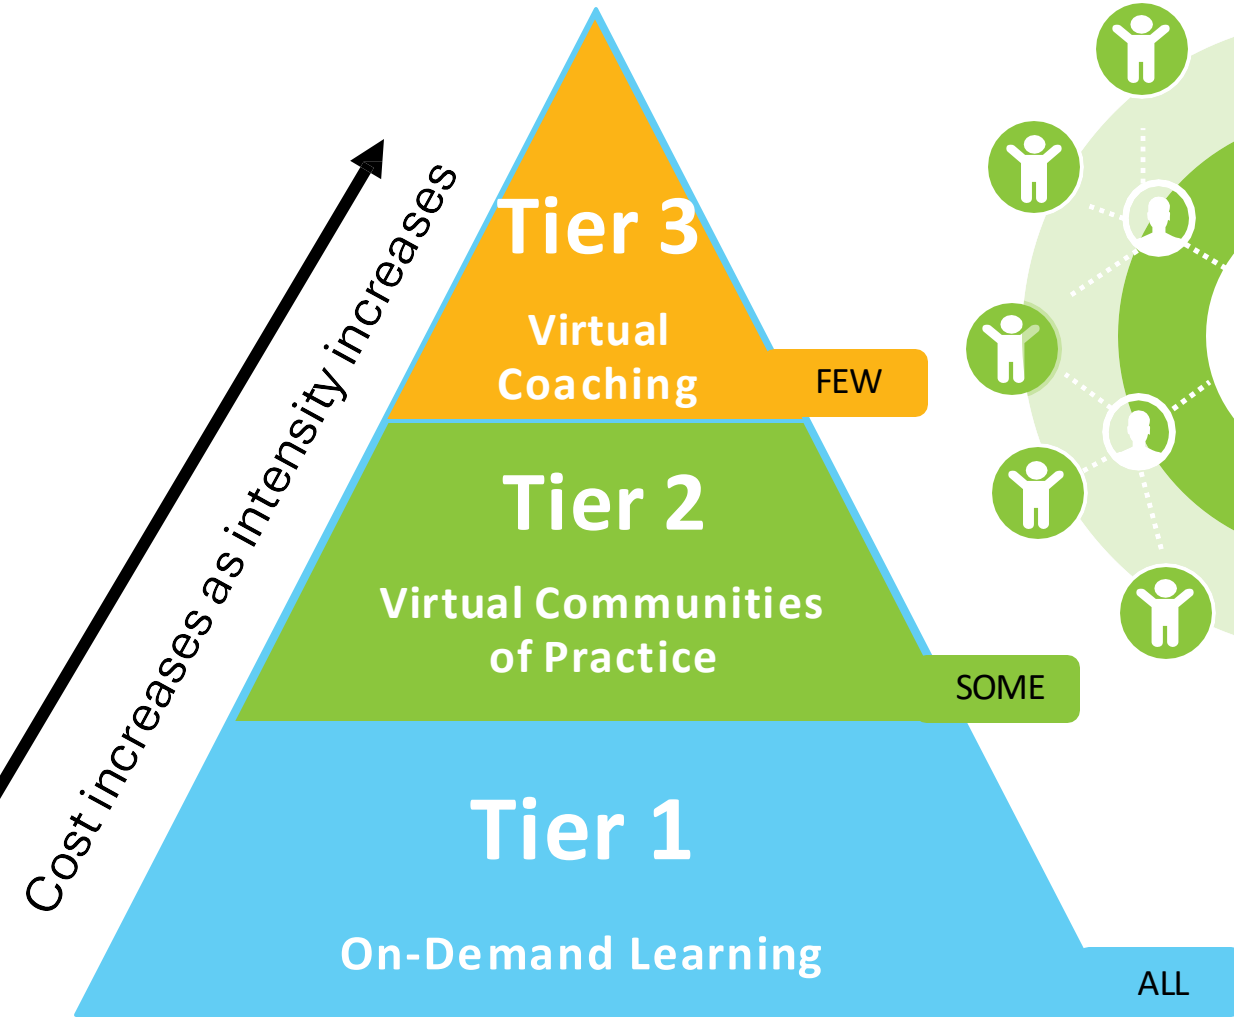 Tier 3
Virtual
Coaching
FEW
Cost increases as intensity increases
Tier 2
Virtual Communities
of Practice
SOME
Tier 1
On-Demand Learning
ALL